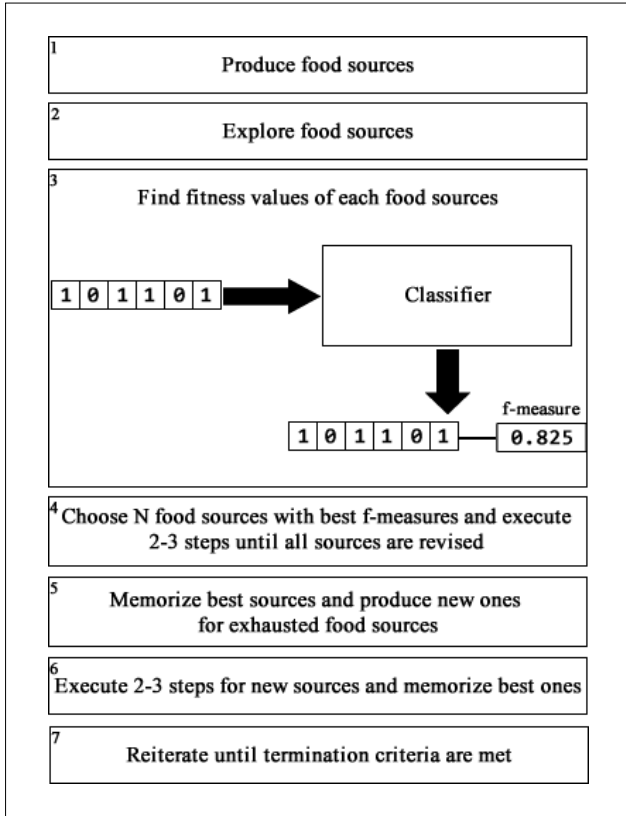 1
Produce food sources
2
Explore food sources
3
Find fitness values of each food sources
1 0 1 1 0 1
Classifier
f-measure
1 0 1 1 0 1
0.825
4
Choose N food sources with best f-measures and execute
2-3 steps until all sources are revised
5
Memorize best sources and produce new ones
for exhausted food sources
6
Execute 2-3 steps for new sources and memorize best ones
7
Reiterate until termination criteria are met